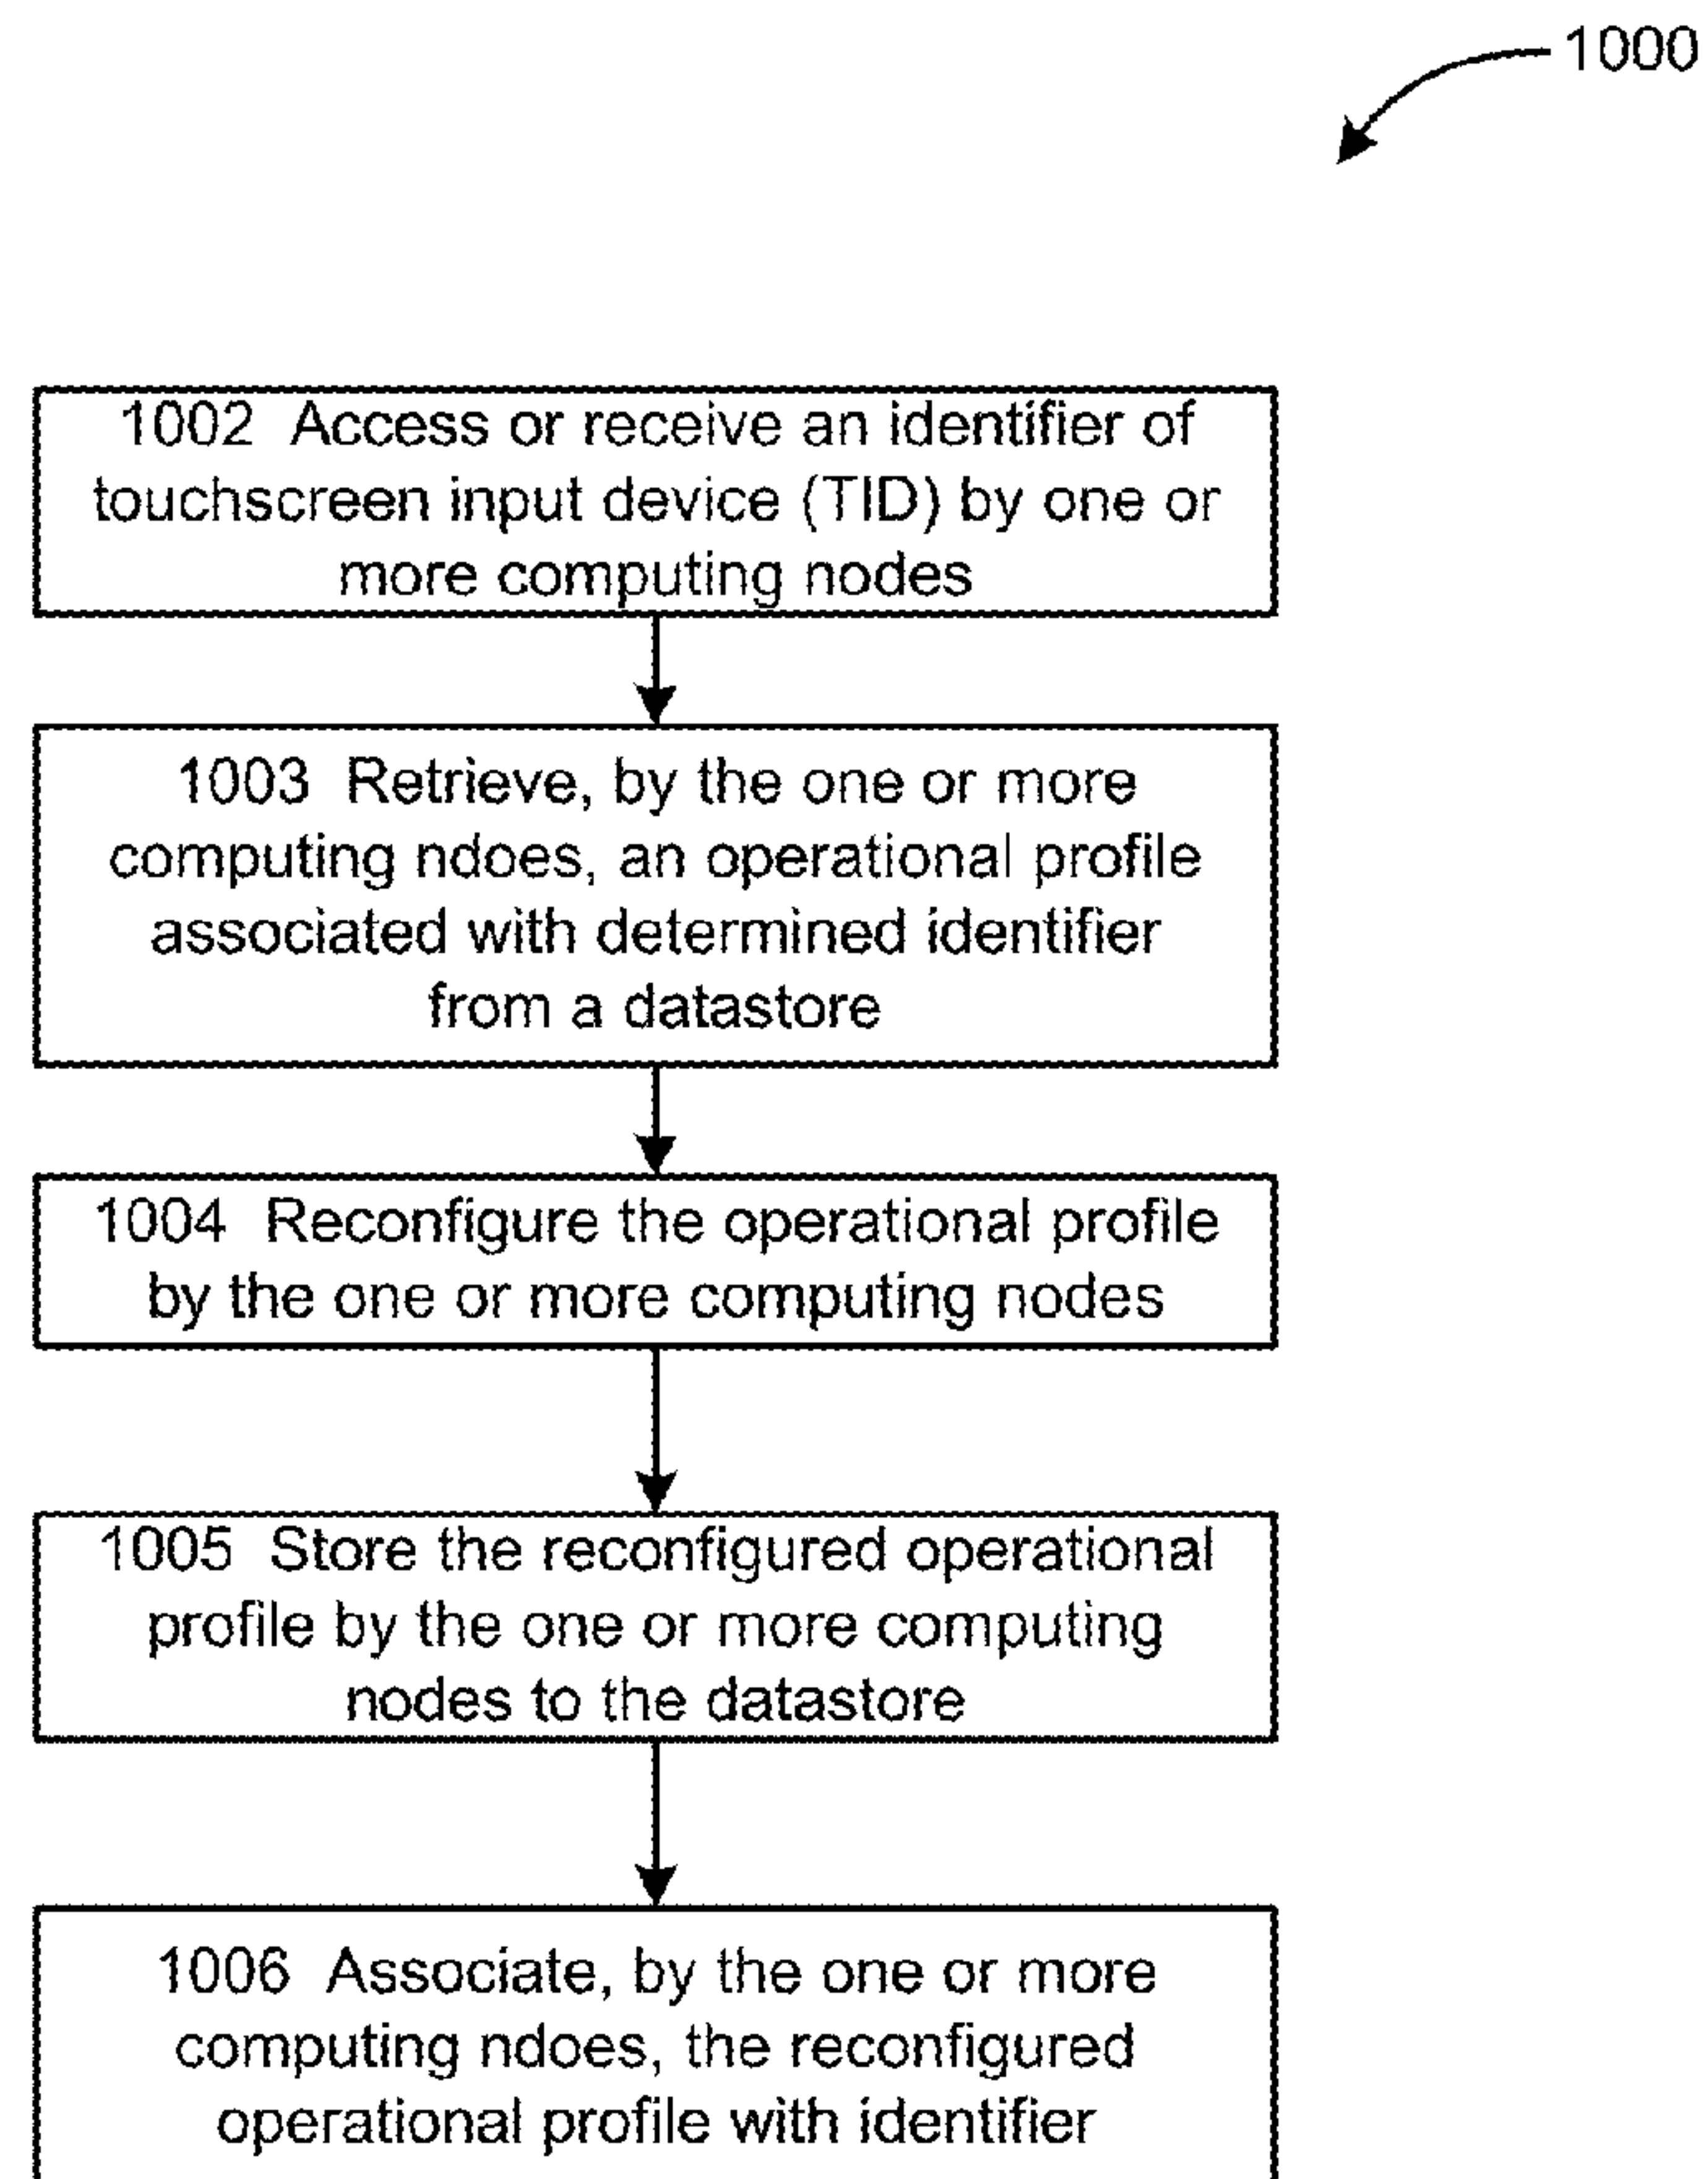 1000
1002 Access or receive an identifier of
touchscreen input device (TID) by one or
more computing nodes
1003 Retrieve, by the one or more
computing ndoes, an operational profile
associated with determined identifier
from a datastore
1004 Reconfigure the operational profile
by the one or more computing nodes
1005 Store the reconfigured operational
profile by the one or more computing
nodes to the datastore
1006 Associate, by the one or more
computing ndoes, the reconfigured
operational profile with identifier